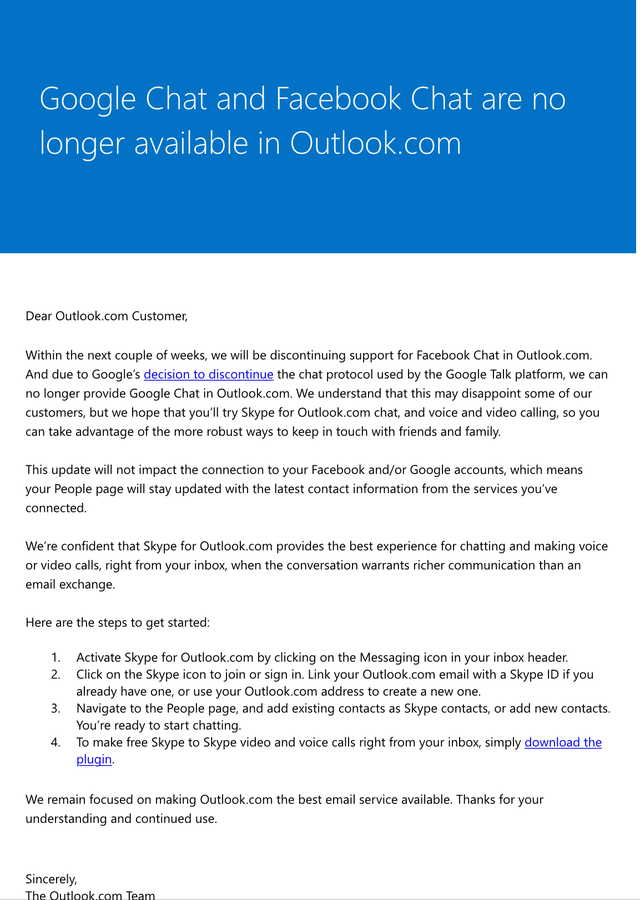 Google Chat and Facebook Chat are no
longer available in Outlook.com
Dear Outlook.com Customer,
Within the next couple of weeks, we will be discontinuing support for Facebook Chat in Outlook.com.
And due to Google’s decision to discontinue the chat protocol used by the Google Talk platform, we can
no longer provide Google Chat in Outlook.com. We understand that this may disappoint some of our
customers, but we hope that you’ll try Skype for Outlook.com chat, and voice and video calling, so you
can take advantage of the more robust ways to keep in touch with friends and family.
This update will not impact the connection to your Facebook and/or Google accounts, which means
your People page will stay updated with the latest contact information from the services you’ve
connected.
We’re confident that Skype for Outlook.com provides the best experience for chatting and making voice
or video calls, right from your inbox, when the conversation warrants richer communication than an
email exchange.
Here are the steps to get started:
1. Activate Skype for Outlook.com by clicking on the Messaging icon in your inbox header.
2. Click on the Skype icon to join or sign in. Link your Outlook.com email with a Skype ID if you
already have one, or use your Outlook.com address to create a new one.
3. Navigate to the People page, and add existing contacts as Skype contacts, or add new contacts.
You’re ready to start chatting.
4. To make free Skype to Skype video and voice calls right from your inbox, simply download the
plugin.
We remain focused on making Outlook.com the best email service available. Thanks for your
understanding and continued use.
Sincerely,
The Outlook.com Team